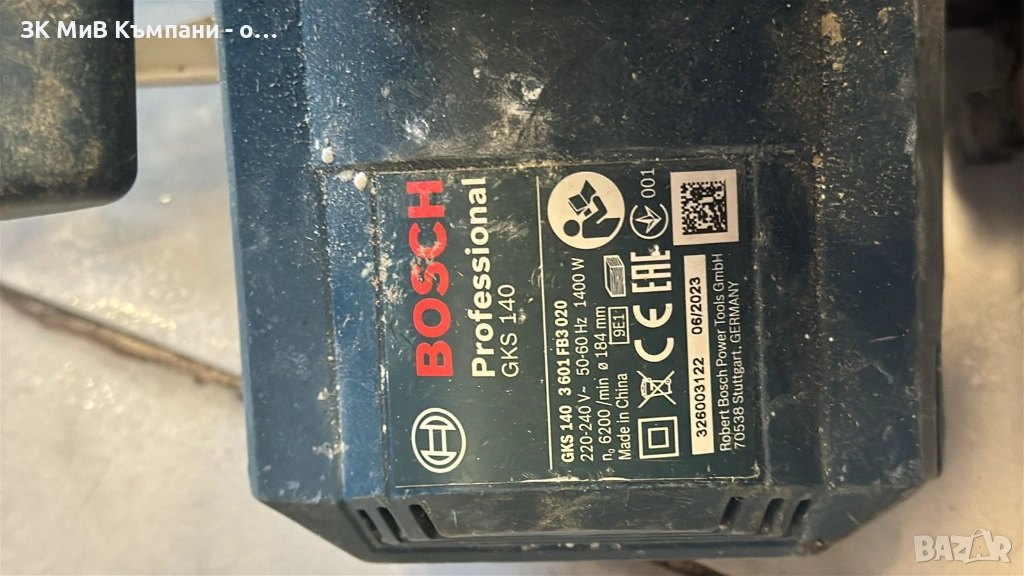 ЗК МиВ Къмпани - о...
BOSCH
Professional
GKS 140
GKS 140 3 601 FB3 020
220-240 V~ 50-60 Hz 1400 W
n₀ 6200 /min ø 184 mm
Made in China
9E1
CE EAC
001
326003122 06/2023
Robert Bosch Power Tools GmbH
70538 Stuttgart, GERMANY
BAZAR